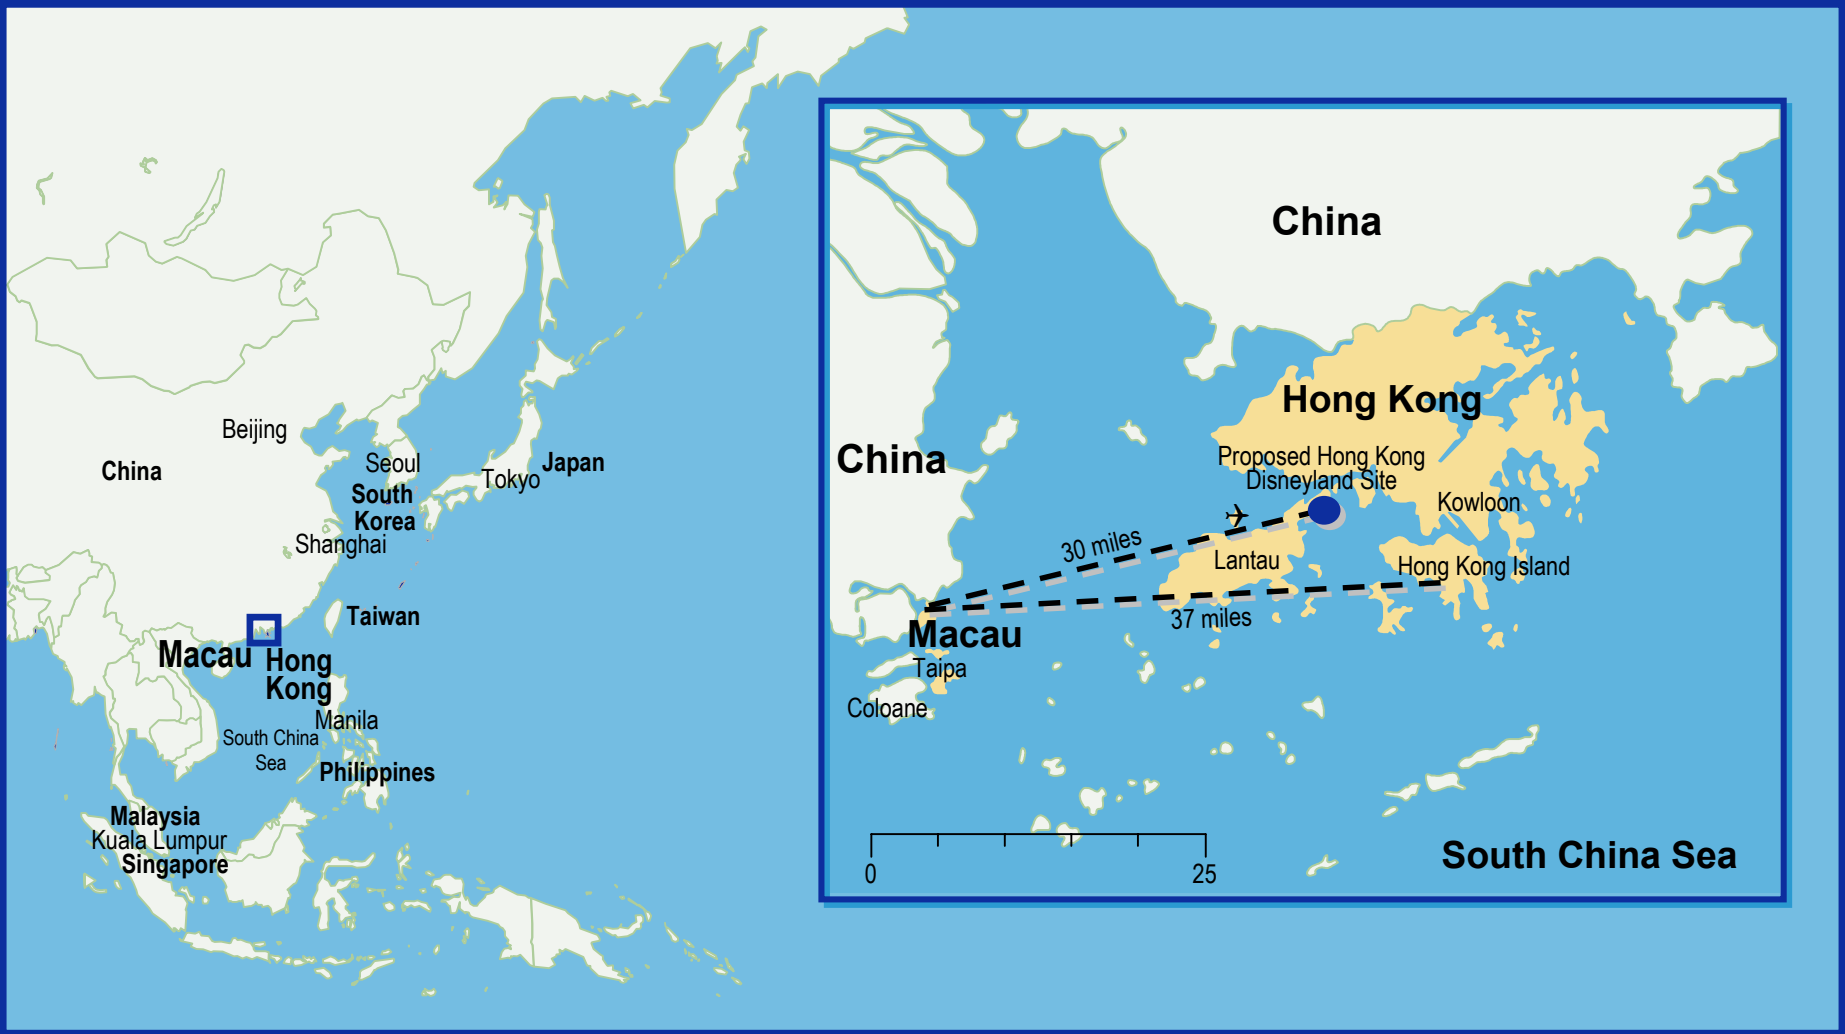 Beijing
China
Seoul
South
Korea
Tokyo
Japan
Shanghai
Taiwan
Macau
Hong
Kong
Manila
South China
Sea
Philippines
Malaysia
Kuala Lumpur
Singapore
China
Hong Kong
China
Proposed Hong Kong
Disneyland Site
Kowloon
30 miles
Lantau
Hong Kong Island
37 miles
Macau
Taipa
Coloane
South China Sea
0
25